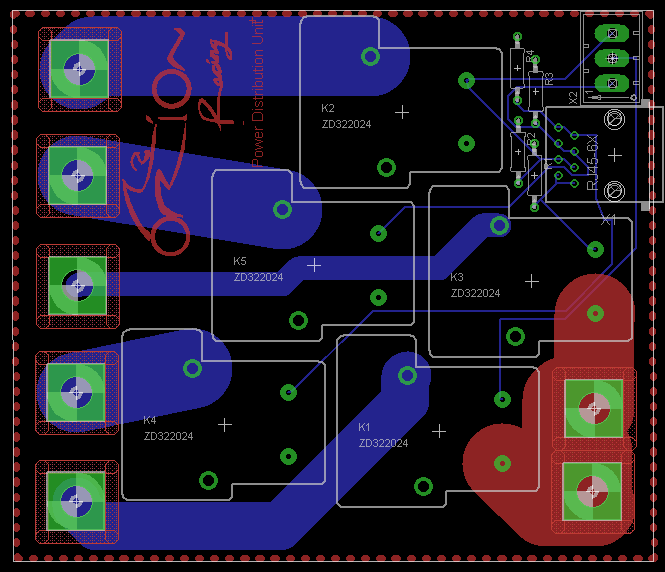 Racing
Power Distribution Unit
K2
ZD322024
R4
R3
R2
R1
X2
1
RJ45-6X
X1
K5
ZD322024
K3
ZD322024
K4
ZD322024
K1
ZD322024